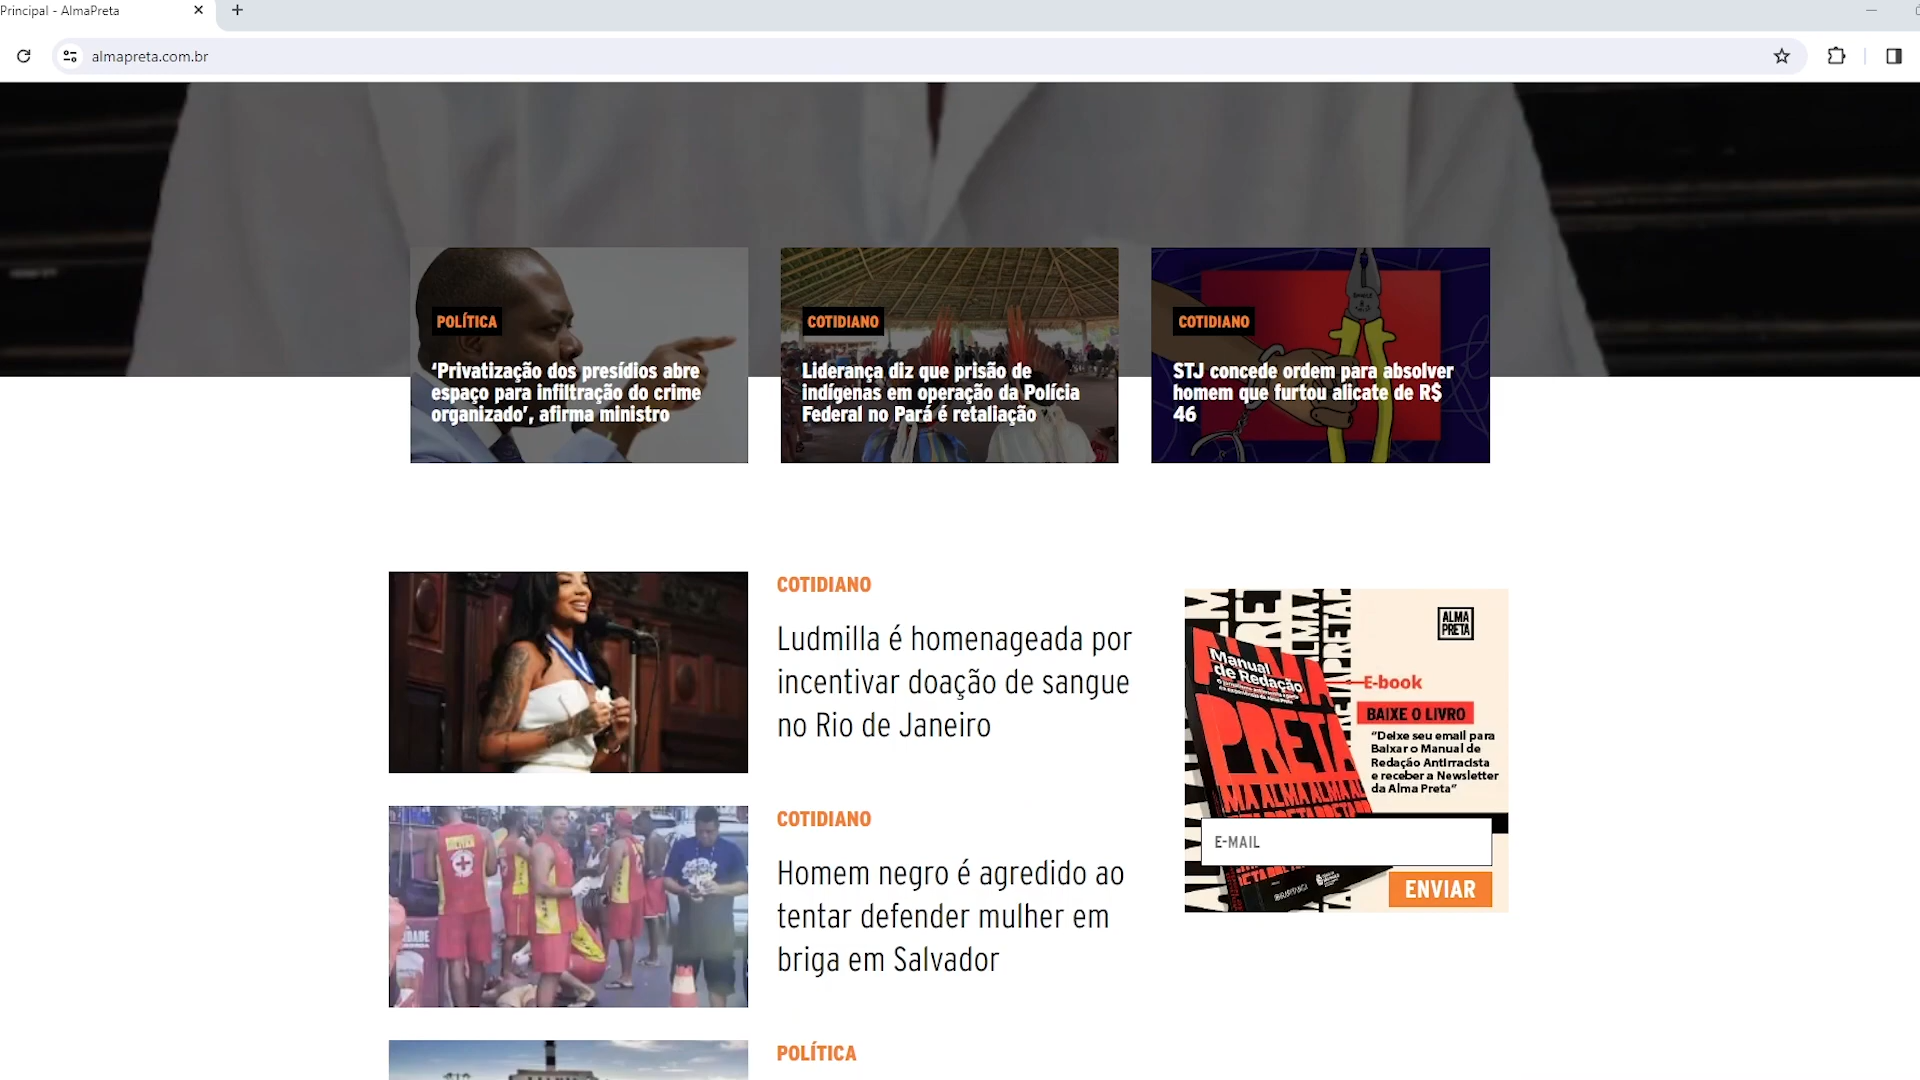 Principal - AlmaPreta
almapreta.com.br
POLÍTICA
‘Privatização dos presídios abre
espaço para infiltração do crime
organizado’, afirma ministro
COTIDIANO
Liderança diz que prisão de
indígenas em operação da Polícia
Federal no Pará é retaliação
COTIDIANO
STJ concede ordem para absolver
homem que furtou alicate de R$
46
COTIDIANO
Ludmilla é homenageada por
incentivar doação de sangue
no Rio de Janeiro
COTIDIANO
Homem negro é agredido ao
tentar defender mulher em
briga em Salvador
POLÍTICA
ALMA
PRETA
Manual
de Redação
PRETA
E-book
BAIXE O LIVRO
“Deixe seu email para
Baixar o Manual de
Redação Antirracista
e receber a Newsletter
da Alma Preta”
E-MAIL
ENVIAR